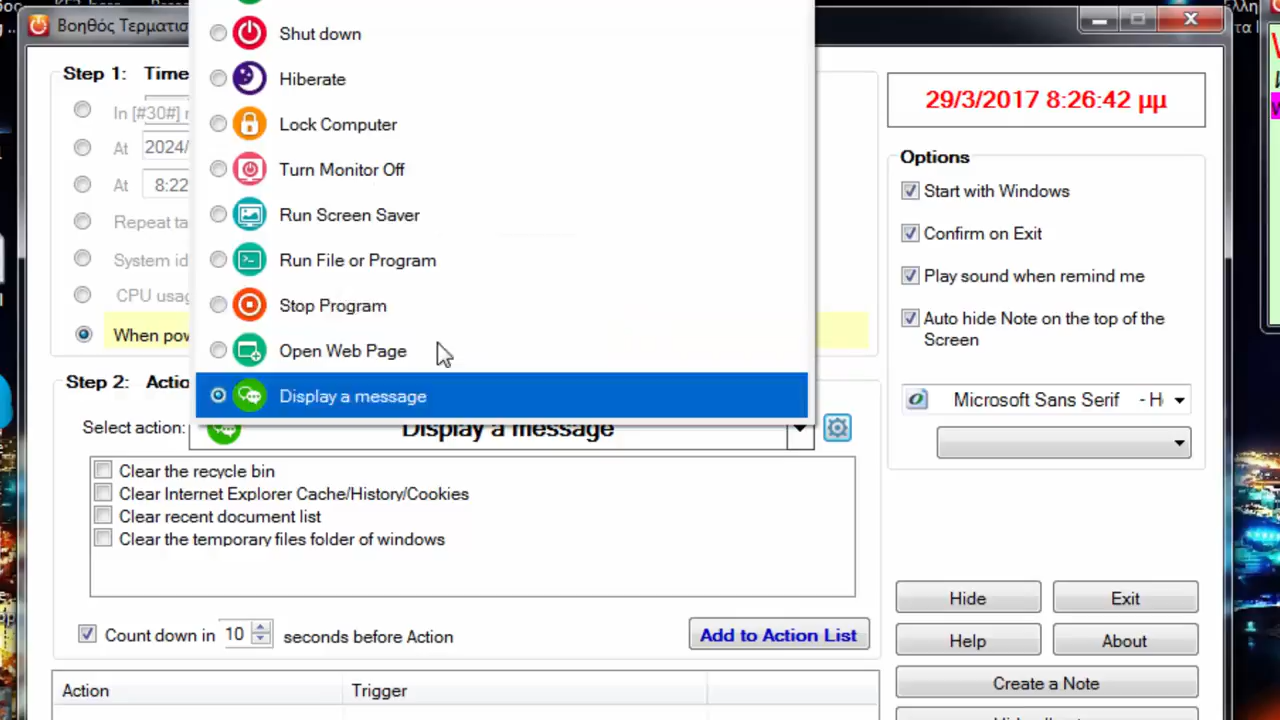 Βοηθός Τερματισ
Shut down
Hiberate
Lock Computer
Turn Monitor Off
Run Screen Saver
Run File or Program
Stop Program
Open Web Page
Display a message
Step 1: Time
In [#30#]
At 2024/
At 8:22
Repeat ta
System id
CPU usag
When pow
Step 2: Actio
Select action: Display a message
Clear the recycle bin
Clear Internet Explorer Cache/History/Cookies
Clear recent document list
Clear the temporary files folder of windows
Count down in 10 seconds before Action
Add to Action List
Action Trigger
29/3/2017 8:26:42 μμ
Options
Start with Windows
Confirm on Exit
Play sound when remind me
Auto hide Note on the top of the
Screen
Microsoft Sans Serif - H
Hide Exit
Help About
Create a Note